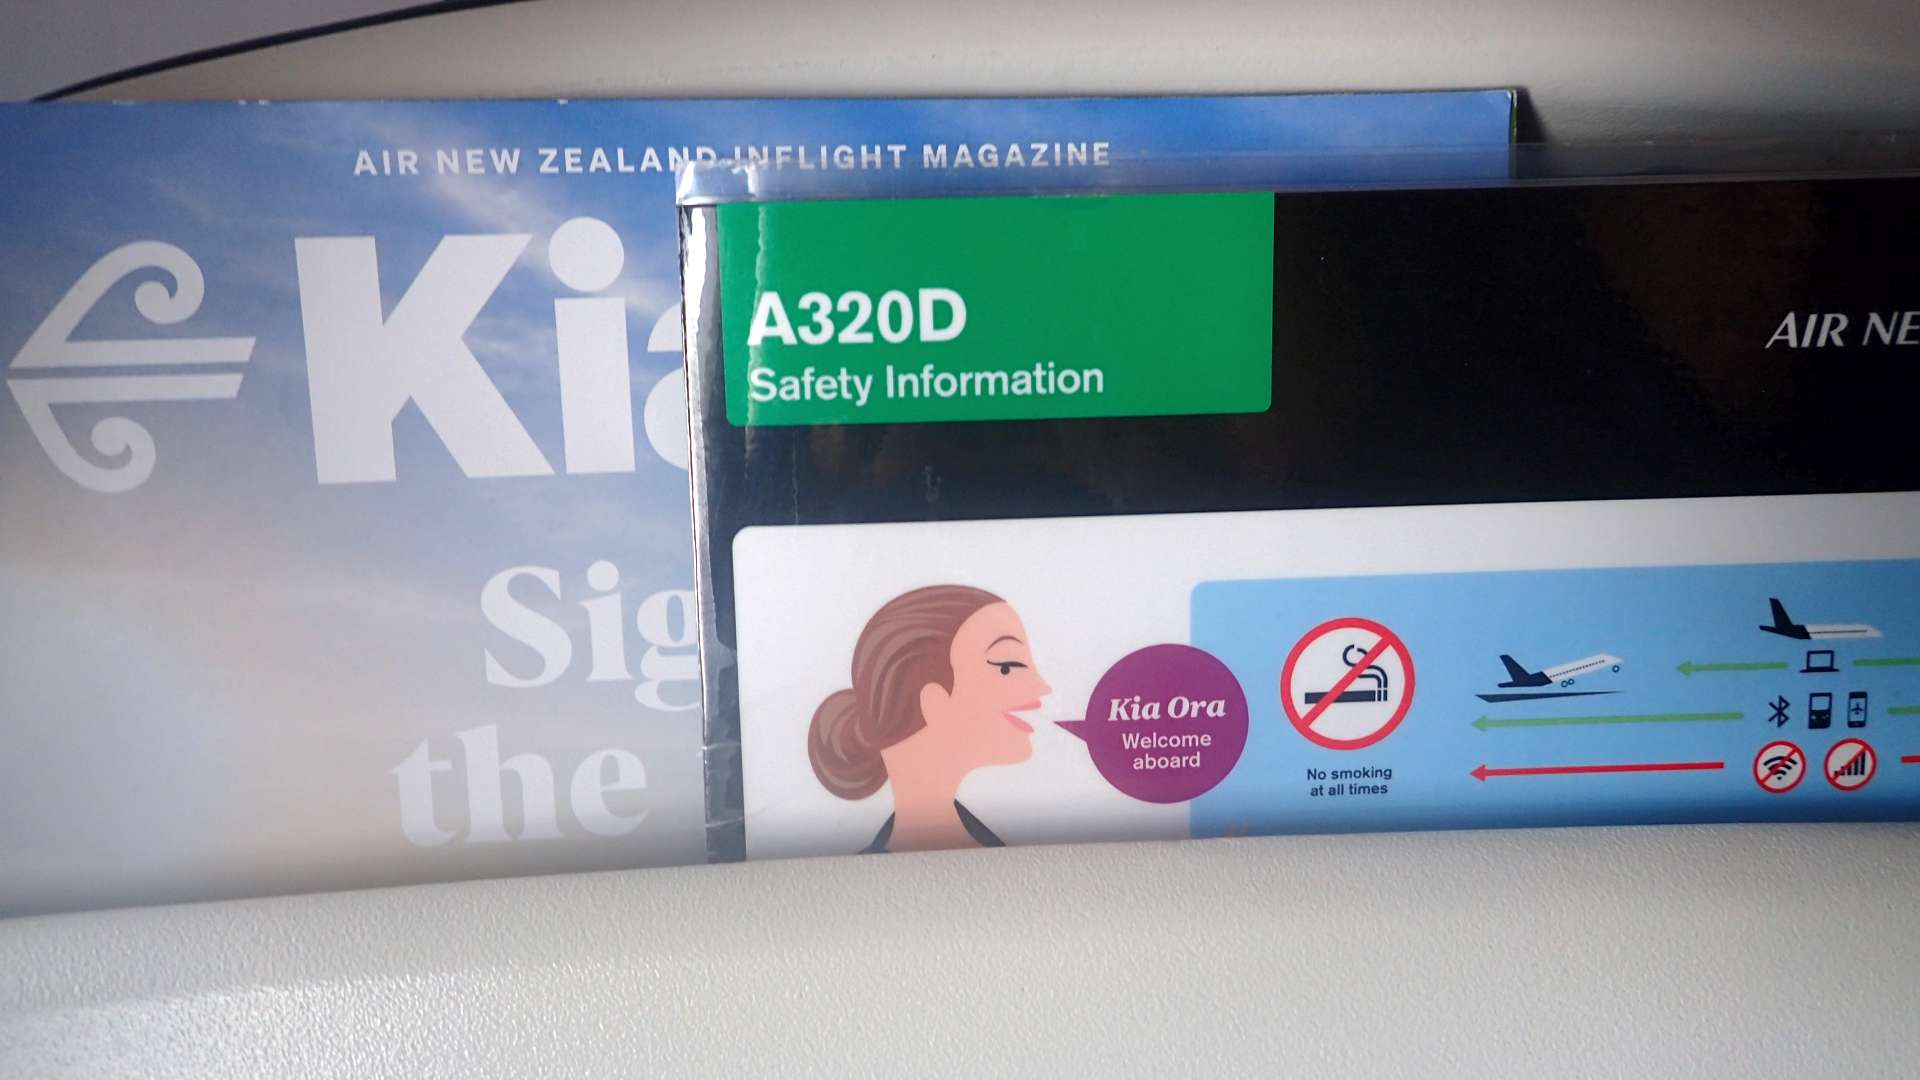 AIR NEW ZEALAND INFLIGHT MAGAZINE
Kia
Sig
the
A320D
Safety Information
AIR NE
Kia Ora
Welcome
aboard
No smoking
at all times